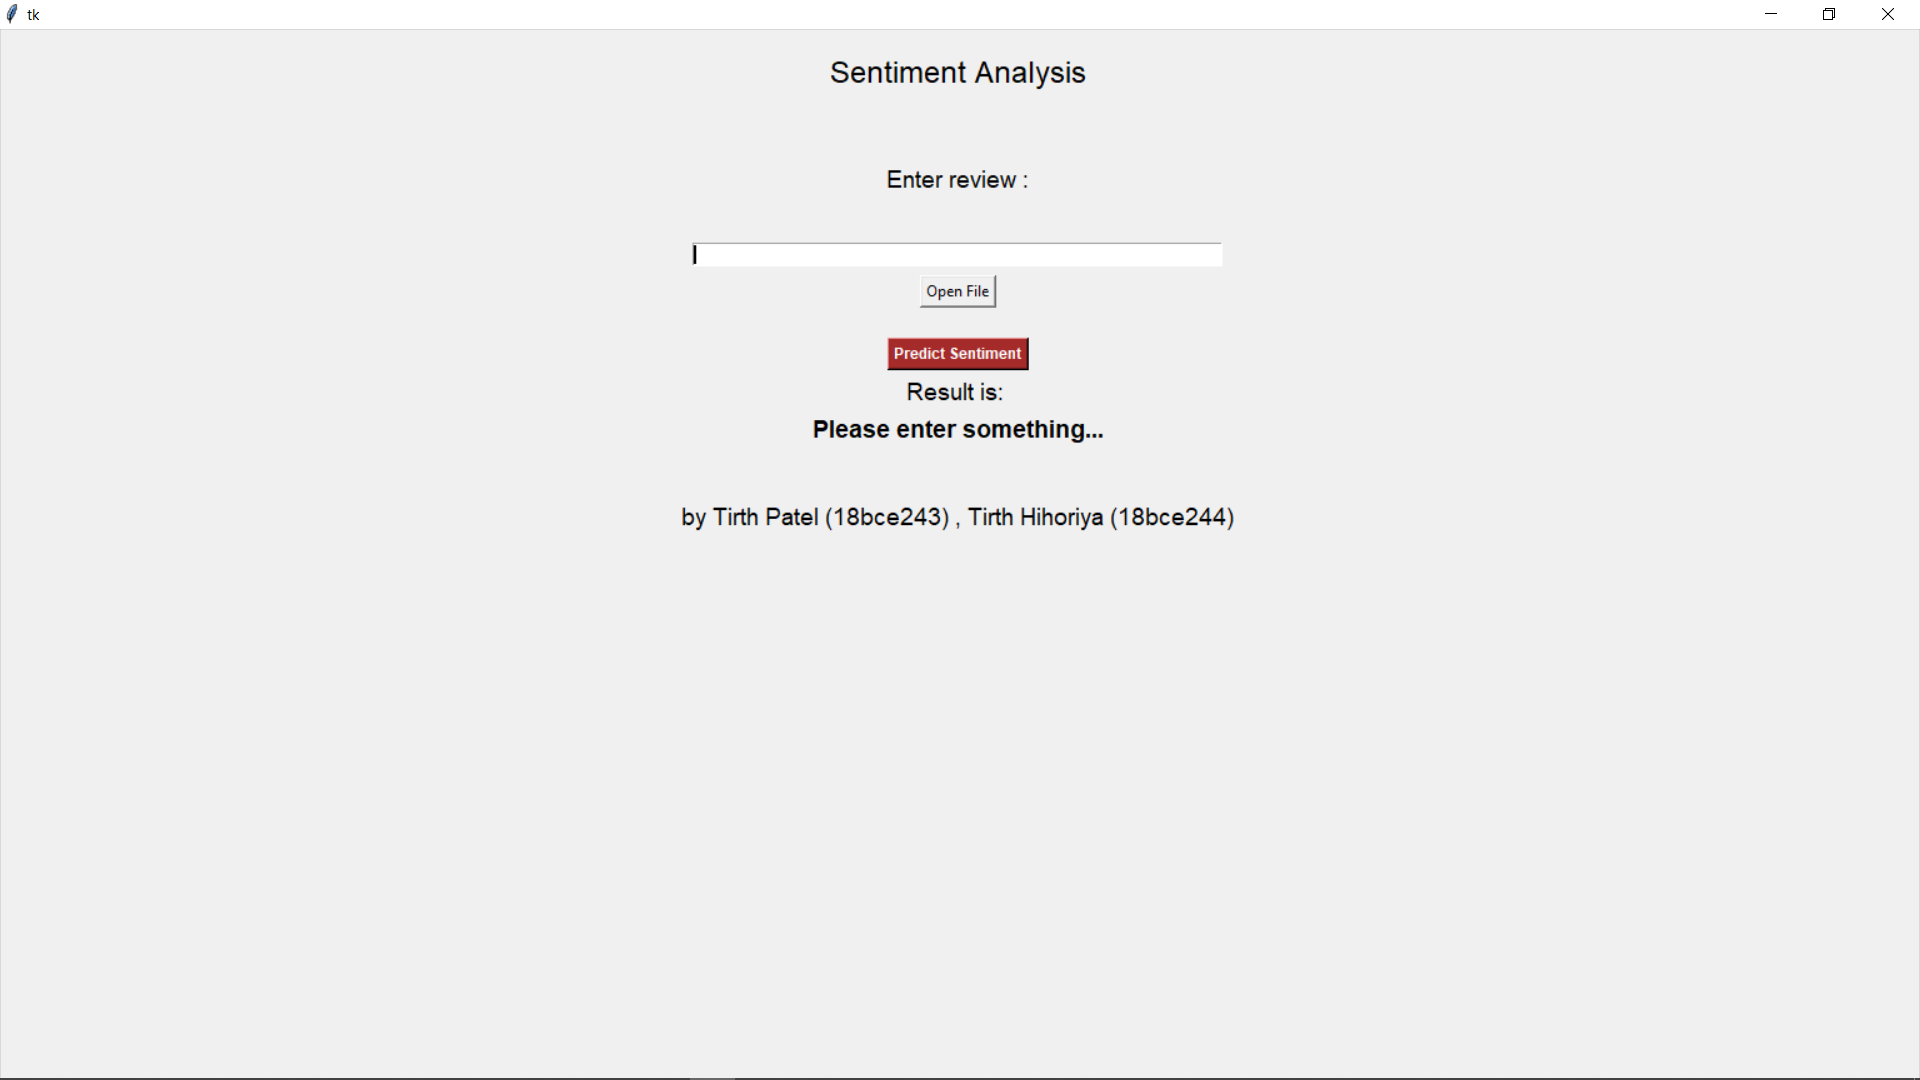 tk
Sentiment Analysis
Enter review :
Open File
Predict Sentiment
Result is:
Please enter something...
by Tirth Patel (18bce243) , Tirth Hihoriya (18bce244)